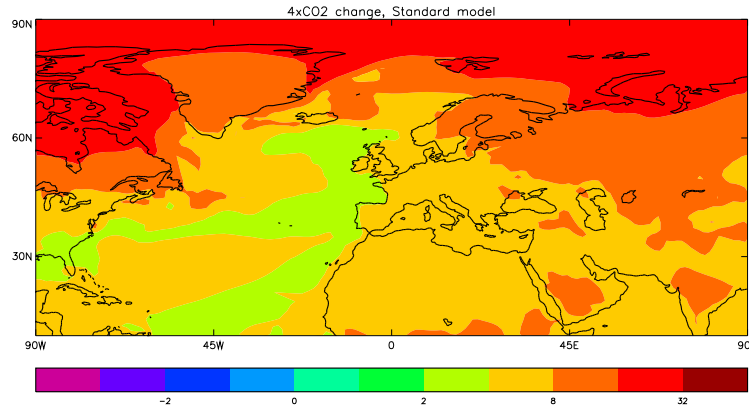 4xCO2 change, Standard model
90N
60N
30N
90W 45W 0 45E 90
-2 0 2 8 32